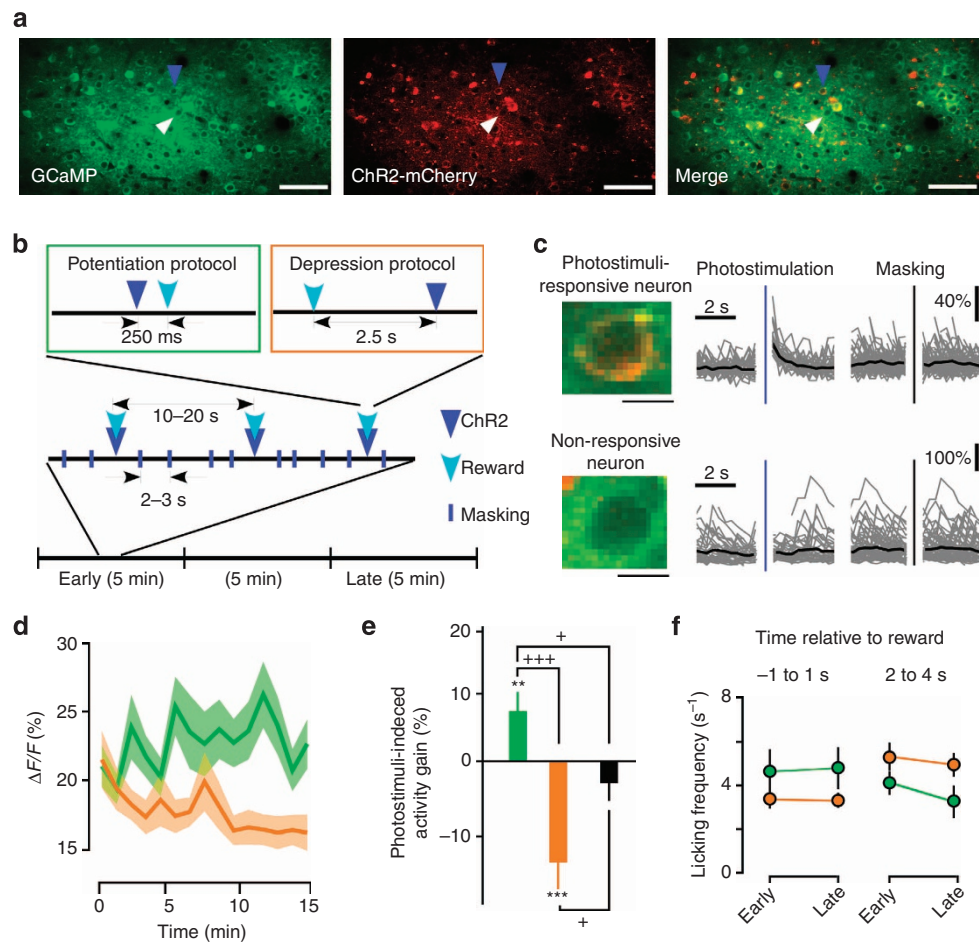 a
GCaMP
ChR2-mCherry
Merge
b
Potentiation protocol
Depression protocol
250 ms
2.5 s
10–20 s
2–3 s
ChR2
Reward
Masking
Early (5 min)
(5 min)
Late (5 min)
c
Photostimuli-
responsive neuron
Photostimulation
Masking
2 s
40%
Non-responsive
neuron
2 s
100%
d
30
25
20
15
ΔF/F (%)
0
5
10
15
Time (min)
e
Photostimuli-indeced
activity gain (%)
20
10
0
−10
+
+++
**
***
+
f
Time relative to reward
−1 to 1 s
2 to 4 s
Licking frequency (s⁻¹)
8
4
0
Early
Late
Early
Late